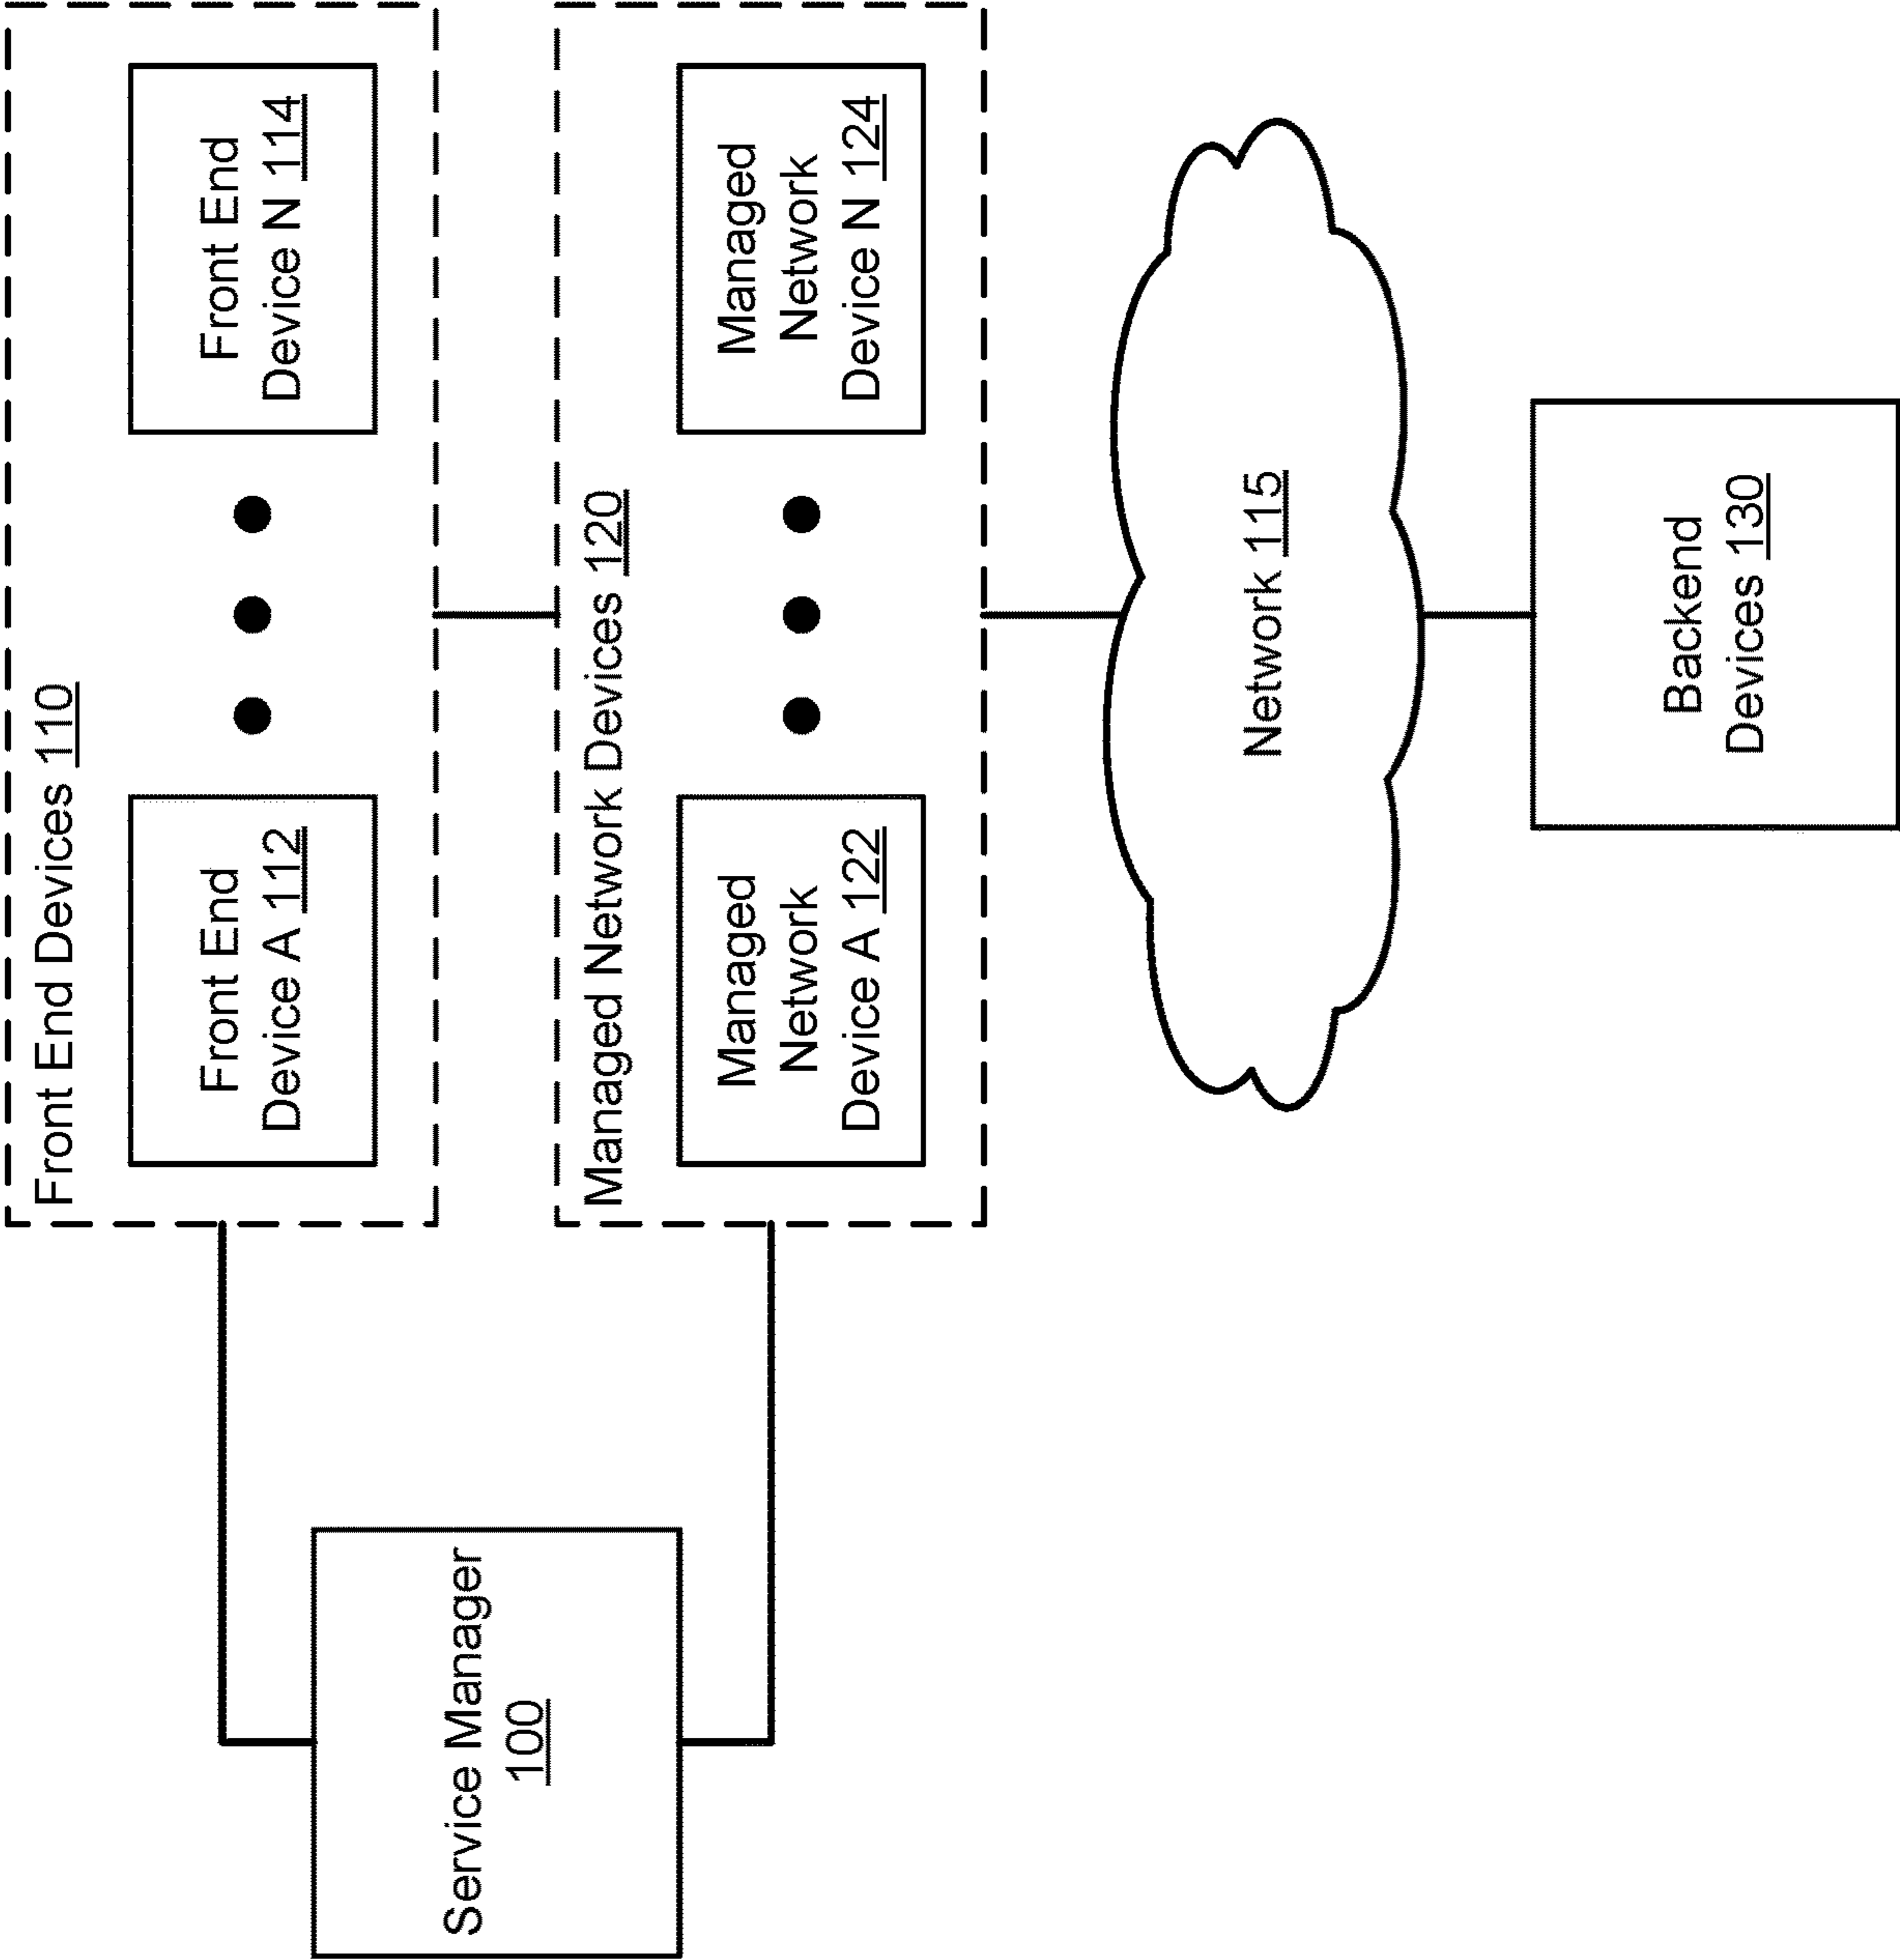 Front End Devices 110
Front End
Device A 112
Front End
Device N 114
Service Manager
100
Managed Network Devices 120
Managed
Network
Device A 122
Managed
Network
Device N 124
Network 115
Backend
Devices 130